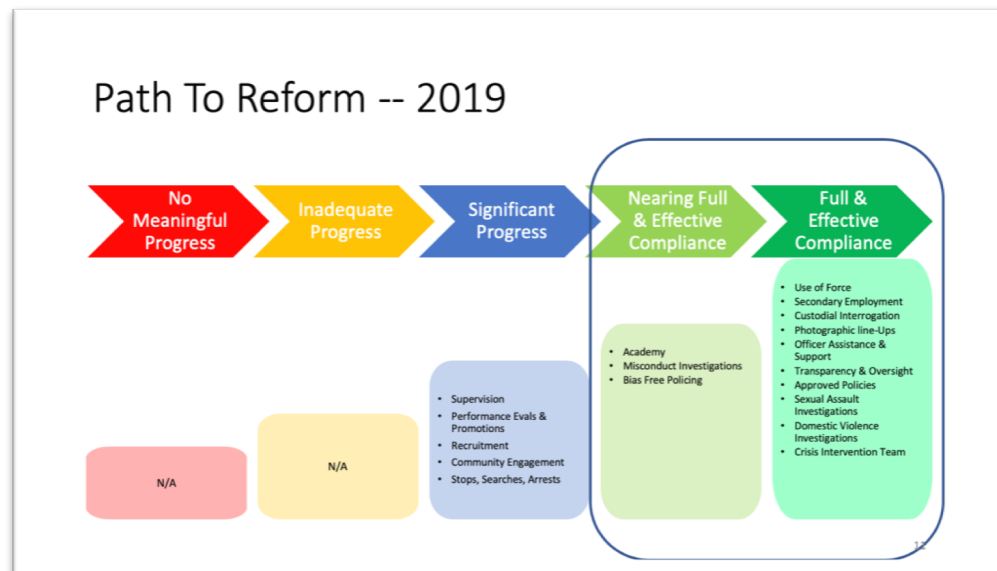 Path To Reform -- 2019
No
Meaningful
Progress
Inadequate
Progress
Significant
Progress
Nearing Full
& Effective
Compliance
Full &
Effective
Compliance
N/A
N/A
• Supervision
• Performance Evals &
Promotions
• Recruitment
• Community Engagement
• Stops, Searches, Arrests
• Academy
• Misconduct Investigations
• Bias Free Policing
• Use of Force
• Secondary Employment
• Custodial Interrogation
• Photographic line-Ups
• Officer Assistance &
Support
• Transparency & Oversight
• Approved Policies
• Sexual Assault
Investigations
• Domestic Violence
Investigations
• Crisis Intervention Team